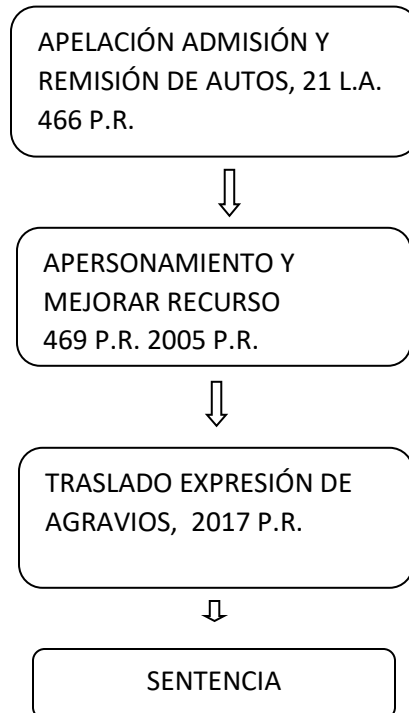 APELACIÓN ADMISIÓN Y
REMISIÓN DE AUTOS, 21 L.A.
466 P.R.
APERSONAMIENTO Y
MEJORAR RECURSO
469 P.R. 2005 P.R.
TRASLADO EXPRESIÓN DE
AGRAVIOS, 2017 P.R.
SENTENCIA